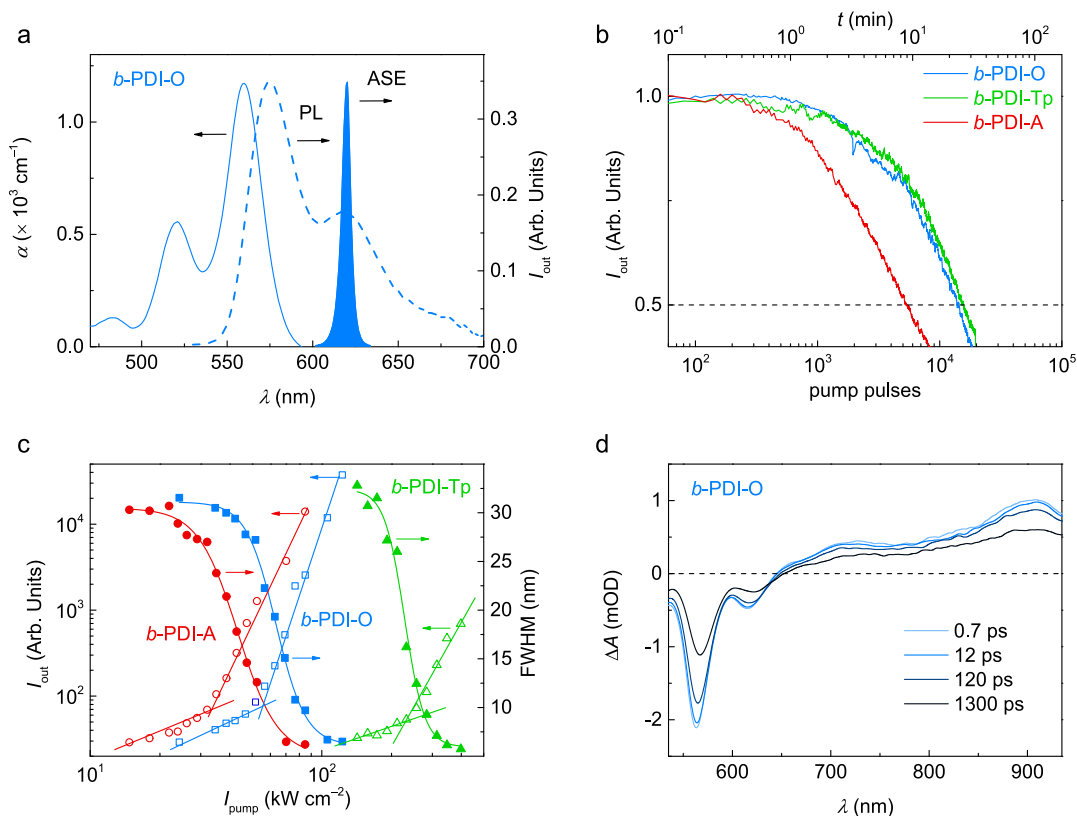 a
b-PDI-O
PL
ASE
1.0
0.5
0.0
α (× 10³ cm⁻¹)
0.3
0.2
0.1
0.0
I_out (Arb. Units)
500 550 600 650 700
λ (nm)
b
t (min)
10⁻¹ 10⁰ 10¹ 10²
b-PDI-O
b-PDI-Tp
b-PDI-A
1.0
0.5
I_out (Arb. Units)
10² 10³ 10⁴ 10⁵
pump pulses
c
b-PDI-Tp
b-PDI-A
b-PDI-O
10⁴
10³
10²
I_out (Arb. Units)
30
25
20
15
10
FWHM (nm)
10¹ 10²
I_pump (kW cm⁻²)
d
b-PDI-O
1
0
-1
-2
ΔA (mOD)
0.7 ps
12 ps
120 ps
1300 ps
600 700 800 900
λ (nm)